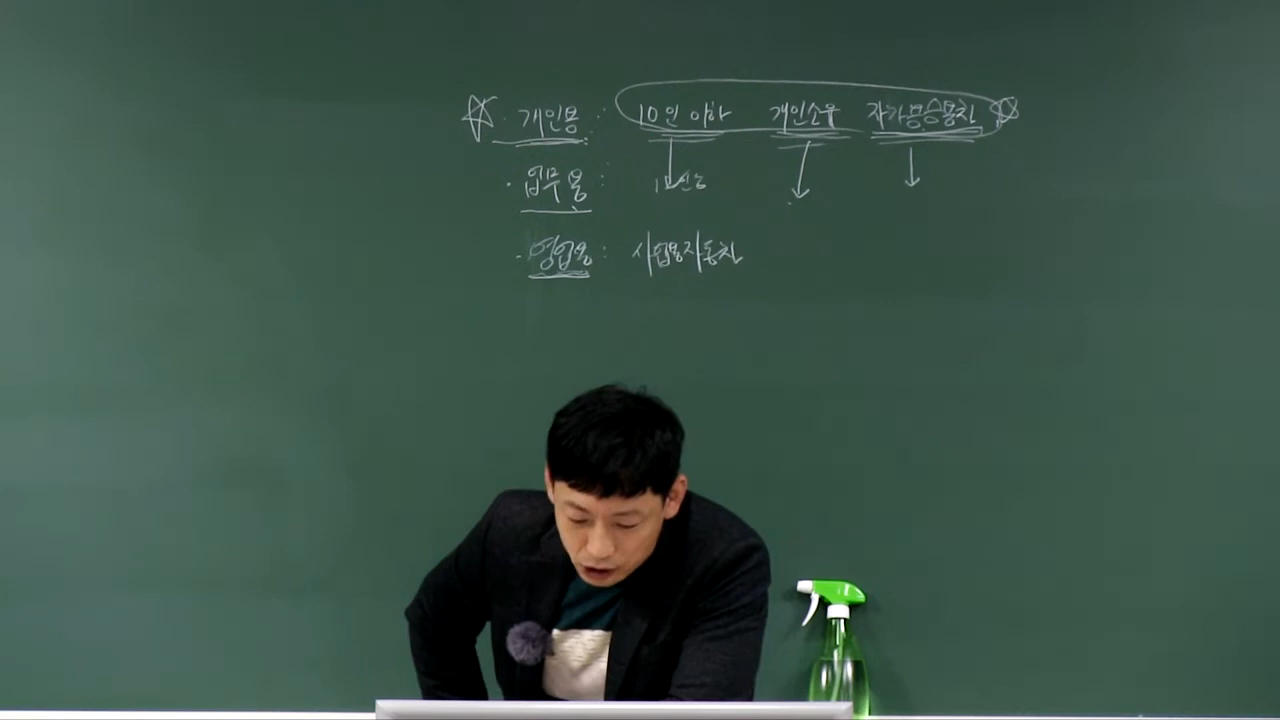 · 개인용 : 10인 이하 개인소유 자가용승용차
· 업무용 :
· 영업용 : 사업용자동차